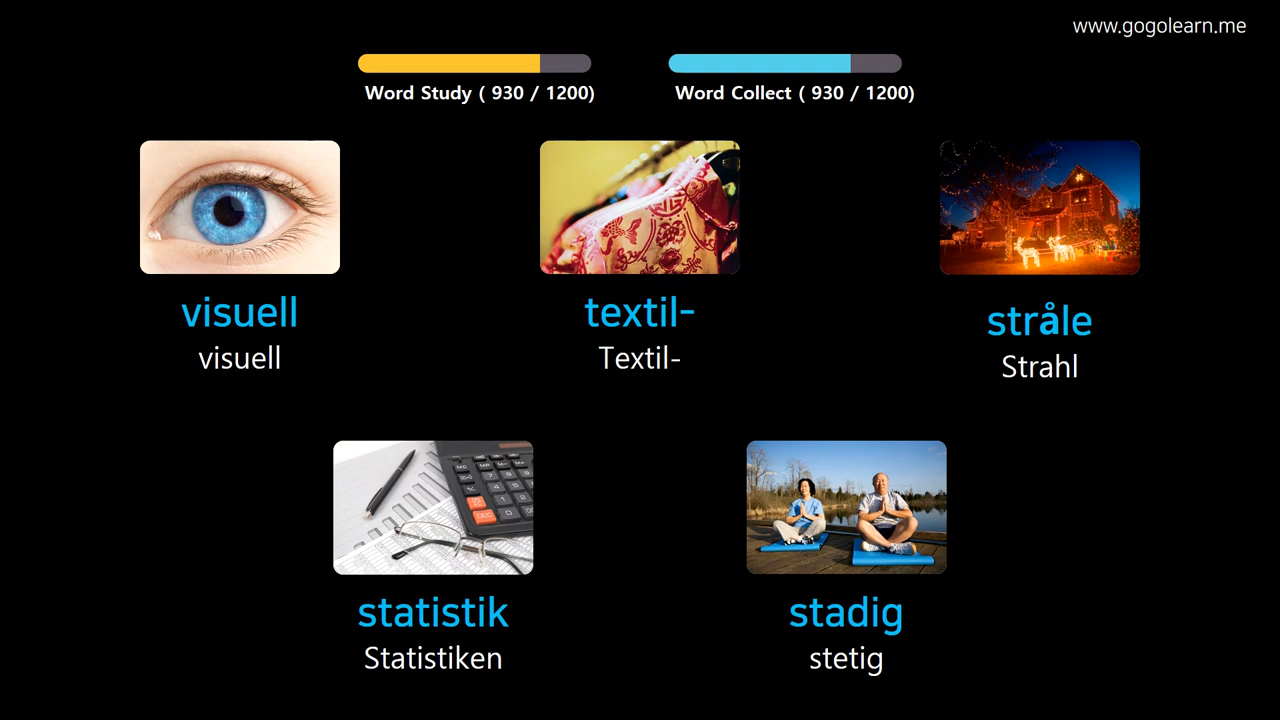 www.gogolearn.me
Word Study ( 930 / 1200)
Word Collect ( 930 / 1200)
visuell
visuell
textil-
Textil-
stråle
Strahl
statistik
Statistiken
stadig
stetig